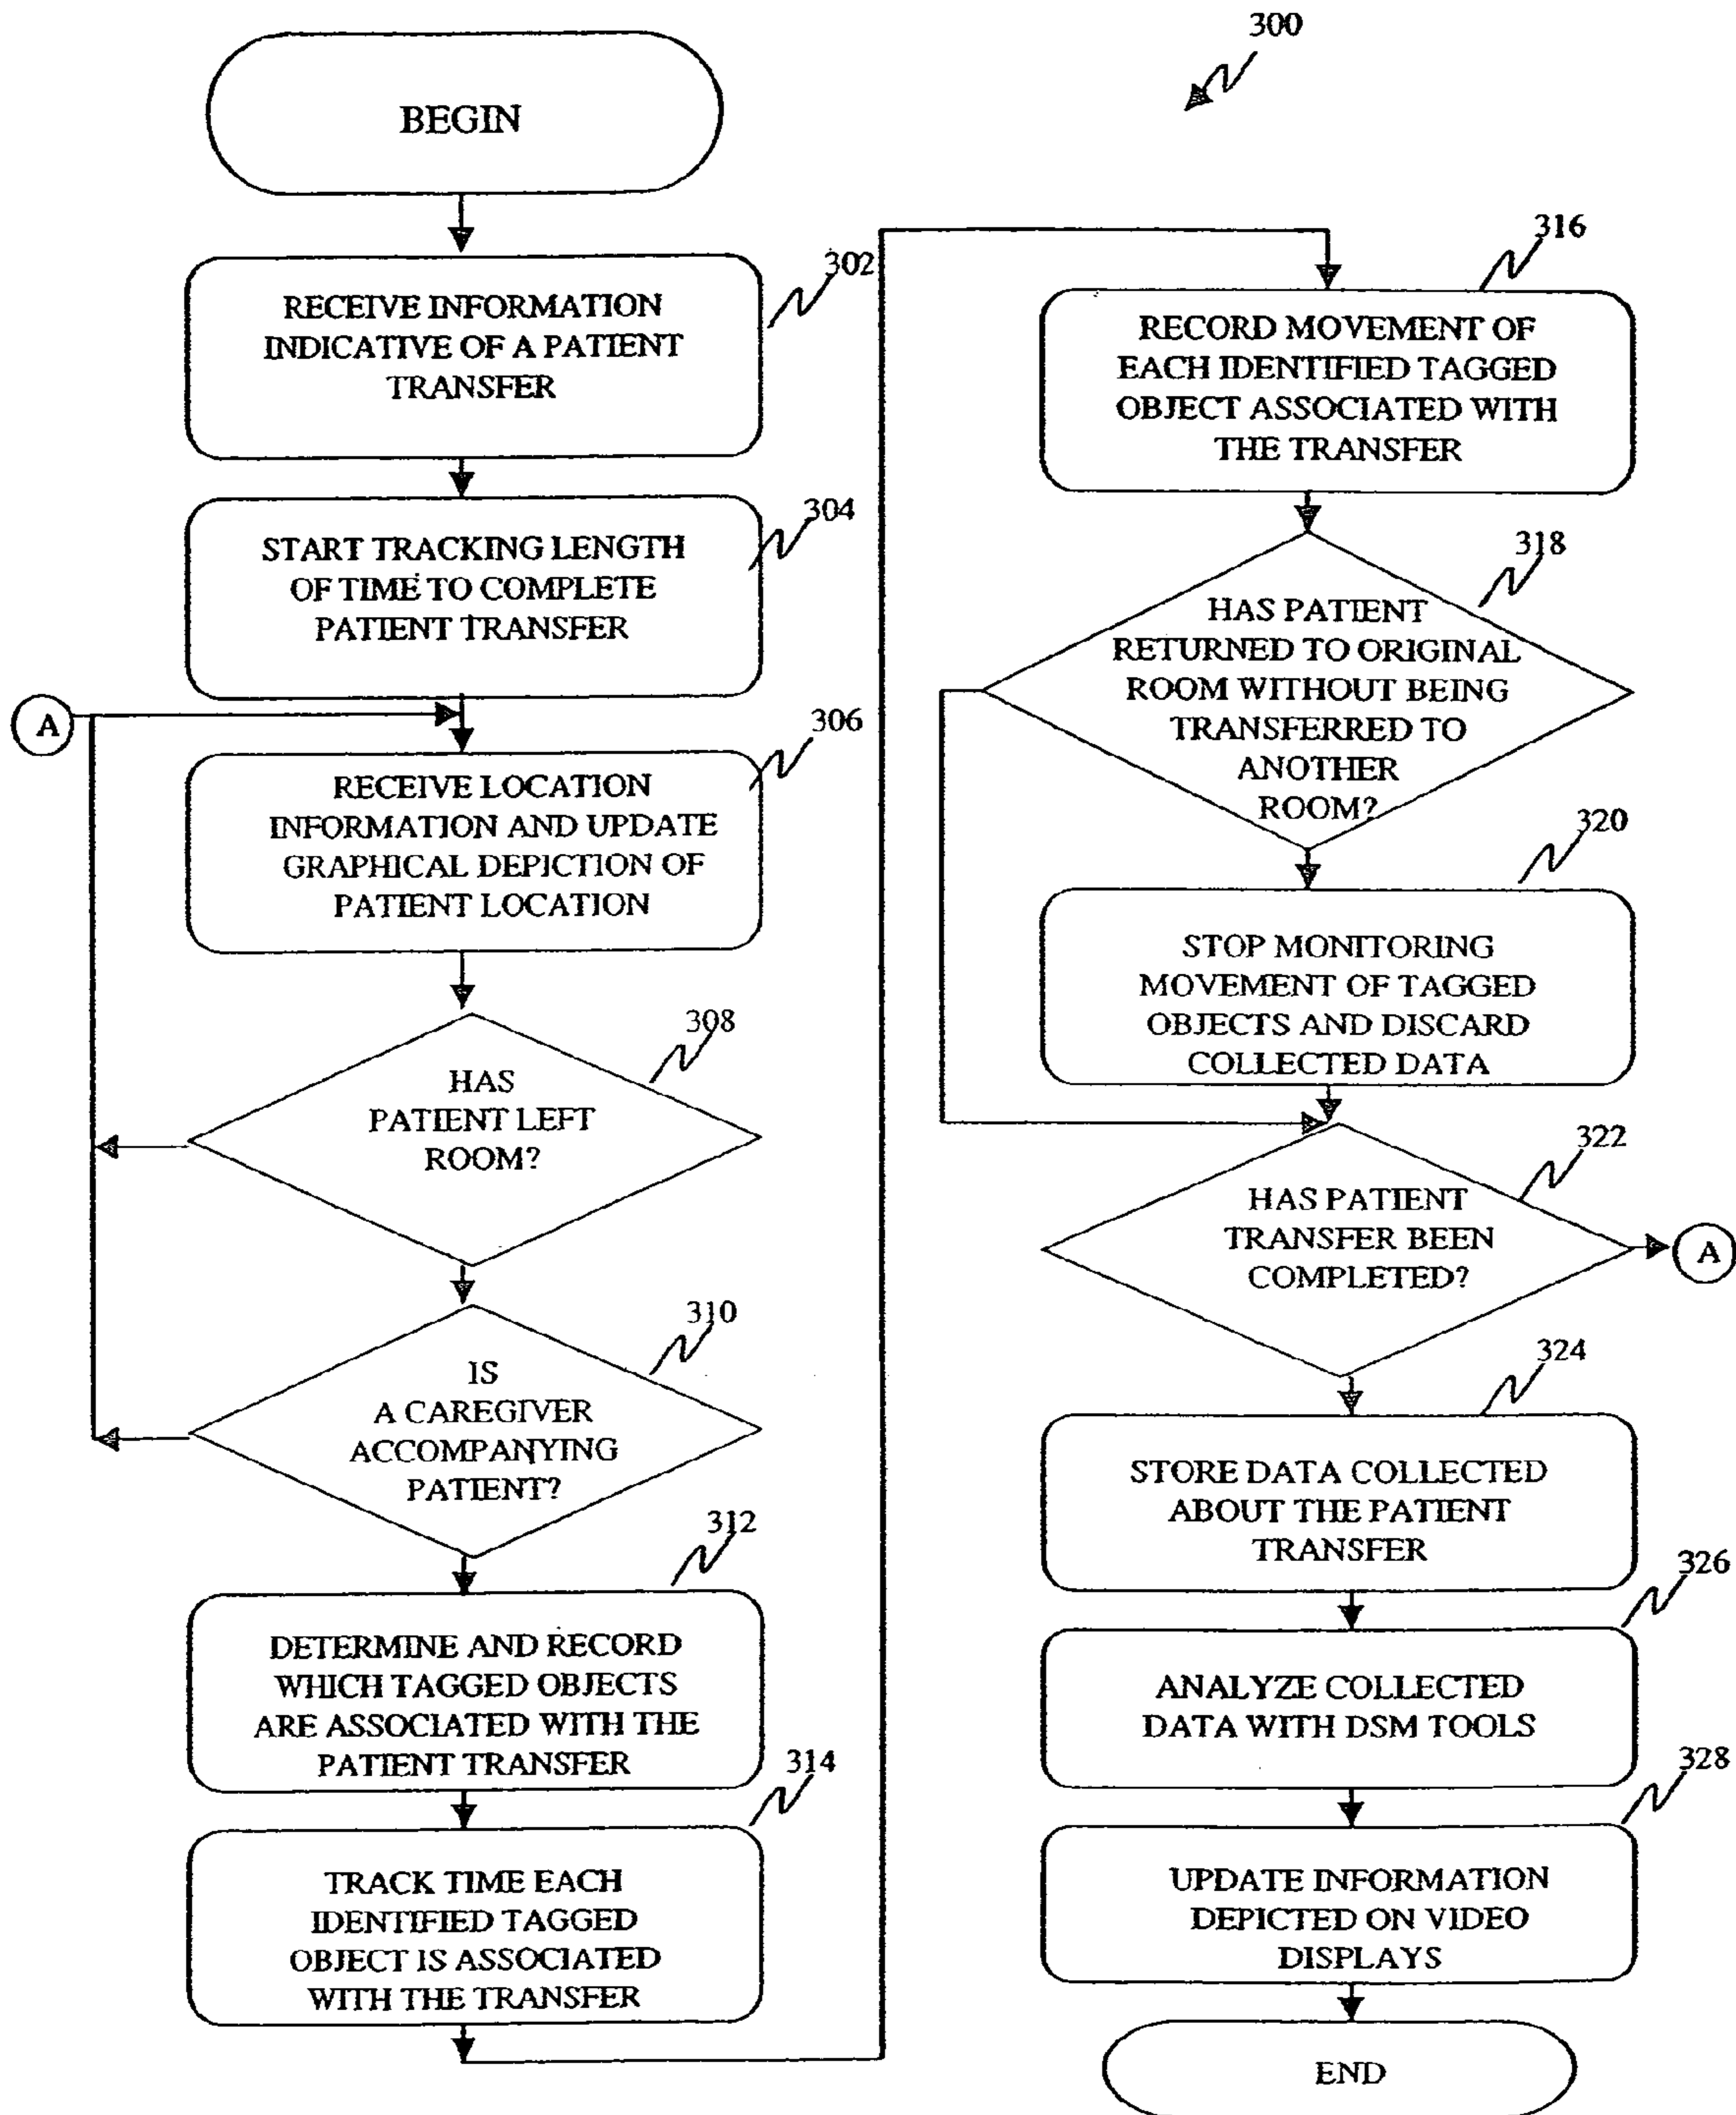 300
BEGIN
302
RECEIVE INFORMATION
INDICATIVE OF A PATIENT
TRANSFER
304
START TRACKING LENGTH
OF TIME TO COMPLETE
PATIENT TRANSFER
A
306
RECEIVE LOCATION
INFORMATION AND UPDATE
GRAPHICAL DEPICTION OF
PATIENT LOCATION
308
HAS
PATIENT LEFT
ROOM?
310
IS
A CAREGIVER
ACCOMPANYING
PATIENT?
312
DETERMINE AND RECORD
WHICH TAGGED OBJECTS
ARE ASSOCIATED WITH THE
PATIENT TRANSFER
314
TRACK TIME EACH
IDENTIFIED TAGGED
OBJECT IS ASSOCIATED
WITH THE TRANSFER
316
RECORD MOVEMENT OF
EACH IDENTIFIED TAGGED
OBJECT ASSOCIATED WITH
THE TRANSFER
318
HAS PATIENT
RETURNED TO ORIGINAL
ROOM WITHOUT BEING
TRANSFERRED TO
ANOTHER
ROOM?
320
STOP MONITORING
MOVEMENT OF TAGGED
OBJECTS AND DISCARD
COLLECTED DATA
322
HAS PATIENT
TRANSFER BEEN
COMPLETED?
A
324
STORE DATA COLLECTED
ABOUT THE PATIENT
TRANSFER
326
ANALYZE COLLECTED
DATA WITH DSM TOOLS
328
UPDATE INFORMATION
DEPICTED ON VIDEO
DISPLAYS
END